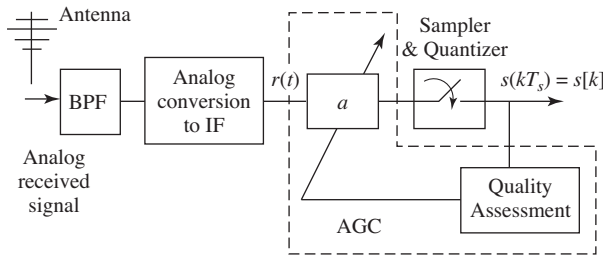 Antenna
BPF
Analog
conversion
to IF
r(t)
a
Sampler
& Quantizer
s(kTₛ) = s[k]
Analog
received
signal
AGC
Quality
Assessment